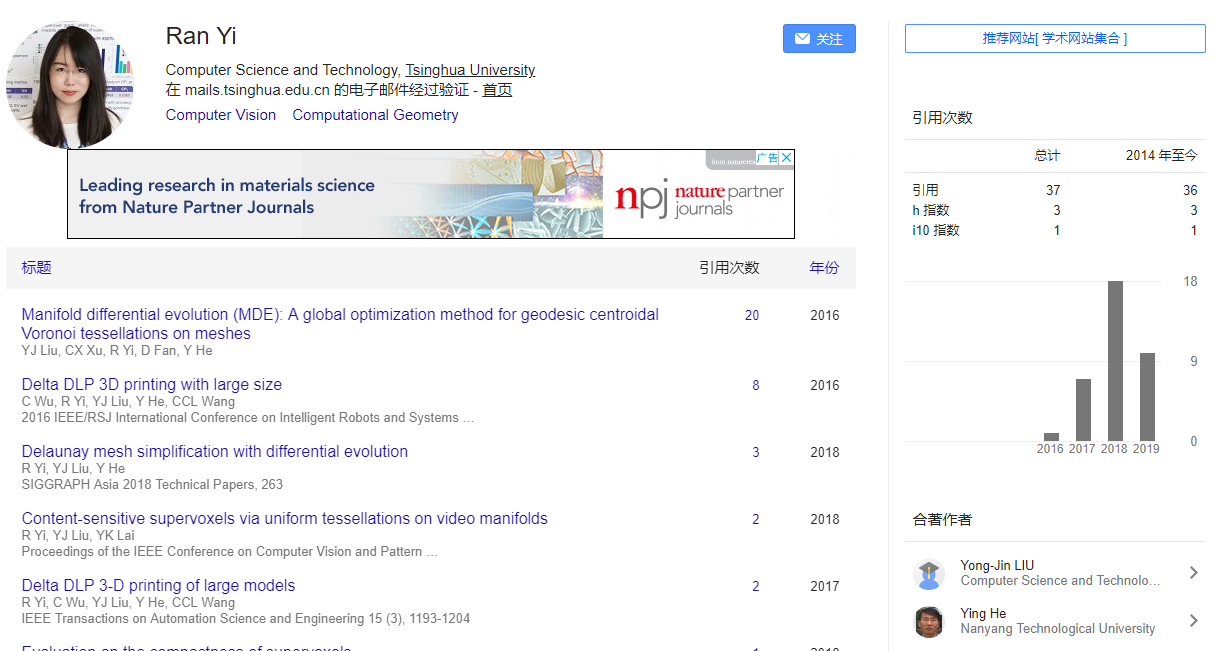 Ran Yi
关注
Computer Science and Technology, Tsinghua University
在 mails.tsinghua.edu.cn 的电子邮件经过验证 - 首页
Computer Vision Computational Geometry
Leading research in materials science
from Nature Partner Journals
from natureres
广告
npj nature partner
journals
标题 引用次数 年份
Manifold differential evolution (MDE): A global optimization method for geodesic centroidal 20 2016
Voronoi tessellations on meshes
YJ Liu, CX Xu, R Yi, D Fan, Y He
Delta DLP 3D printing with large size 8 2016
C Wu, R Yi, YJ Liu, Y He, CCL Wang
2016 IEEE/RSJ International Conference on Intelligent Robots and Systems …
Delaunay mesh simplification with differential evolution 3 2018
R Yi, YJ Liu, Y He
SIGGRAPH Asia 2018 Technical Papers, 263
Content-sensitive supervoxels via uniform tessellations on video manifolds 2 2018
R Yi, YJ Liu, YK Lai
Proceedings of the IEEE Conference on Computer Vision and Pattern …
Delta DLP 3-D printing of large models 2 2017
R Yi, C Wu, YJ Liu, Y He, CCL Wang
IEEE Transactions on Automation Science and Engineering 15 (3), 1193-1204
Evaluation on the compactness of supervoxels 1 2018
推荐网站[ 学术网站集合 ]
引用次数
总计 2014 年至今
引用 37 36
h 指数 3 3
i10 指数 1 1
18
9
0
2016 2017 2018 2019
合著作者
Yong-Jin LIU
Computer Science and Technolo…
Ying He
Nanyang Technological University